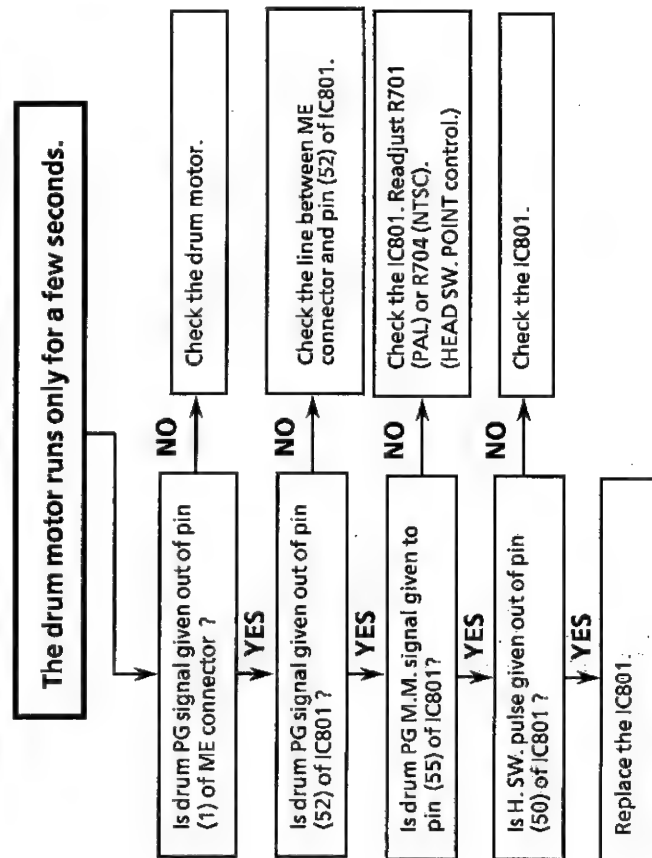 The drum motor runs only for a few seconds.
Is drum PG signal given out of pin
(1) of ME connector ?
NO
Check the drum motor.
YES
Is drum PG signal given out of pin
(52) of IC801 ?
NO
Check the line between ME
connector and pin (52) of IC801.
YES
Is drum PG M.M. signal given to
pin (55) of IC801?
NO
Check the IC801. Readjust R701
(PAL) or R704 (NTSC).
(HEAD SW. POINT control.)
YES
Is H. SW. pulse given out of pin
(50) of IC801 ?
NO
Check the IC801.
YES
Replace the IC801.